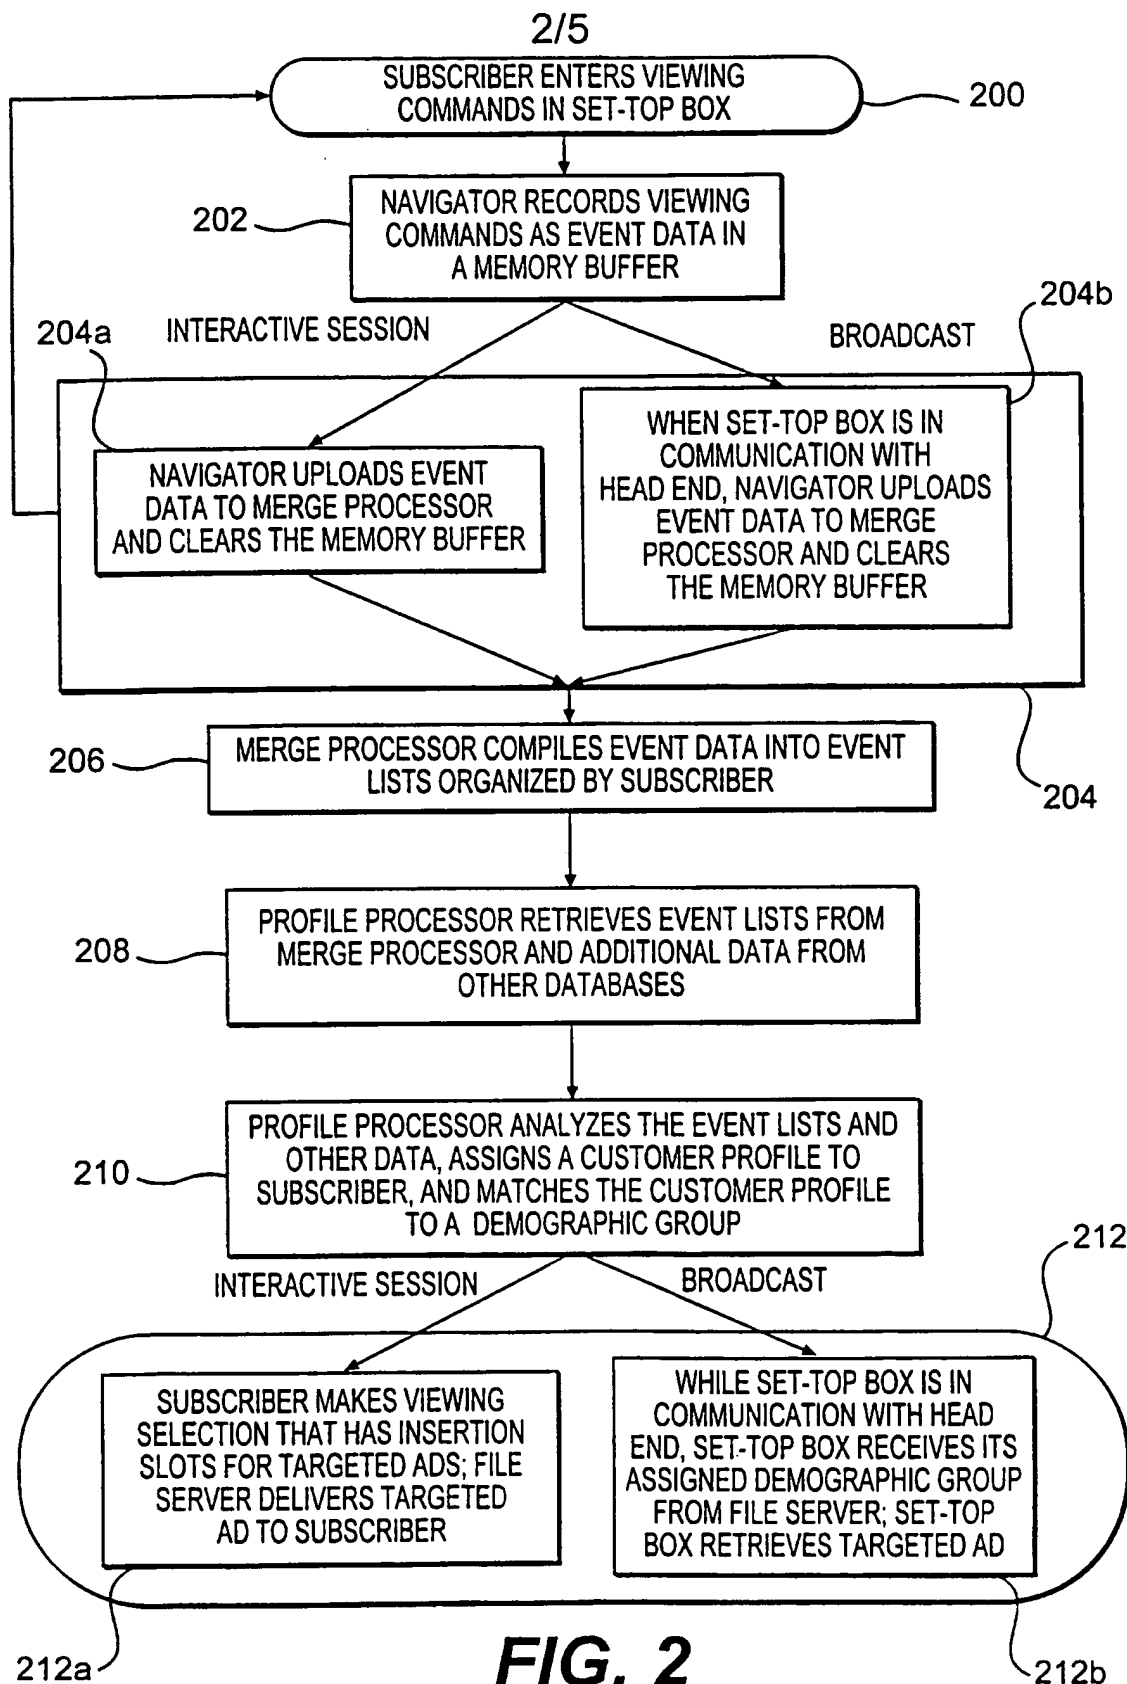 2/5
SUBSCRIBER ENTERS VIEWING
COMMANDS IN SET-TOP BOX
200
NAVIGATOR RECORDS VIEWING
COMMANDS AS EVENT DATA IN
A MEMORY BUFFER
202
INTERACTIVE SESSION
BROADCAST
204a
204b
NAVIGATOR UPLOADS EVENT
DATA TO MERGE PROCESSOR
AND CLEARS THE MEMORY BUFFER
WHEN SET-TOP BOX IS IN
COMMUNICATION WITH
HEAD END, NAVIGATOR UPLOADS
EVENT DATA TO MERGE
PROCESSOR AND CLEARS
THE MEMORY BUFFER
204
206
MERGE PROCESSOR COMPILES EVENT DATA INTO EVENT
LISTS ORGANIZED BY SUBSCRIBER
208
PROFILE PROCESSOR RETRIEVES EVENT LISTS FROM
MERGE PROCESSOR AND ADDITIONAL DATA FROM
OTHER DATABASES
210
PROFILE PROCESSOR ANALYZES THE EVENT LISTS AND
OTHER DATA, ASSIGNS A CUSTOMER PROFILE TO
SUBSCRIBER, AND MATCHES THE CUSTOMER PROFILE
TO A DEMOGRAPHIC GROUP
INTERACTIVE SESSION
BROADCAST
212
SUBSCRIBER MAKES VIEWING
SELECTION THAT HAS INSERTION
SLOTS FOR TARGETED ADS; FILE
SERVER DELIVERS TARGETED
AD TO SUBSCRIBER
WHILE SET-TOP BOX IS IN
COMMUNICATION WITH HEAD
END, SET-TOP BOX RECEIVES ITS
ASSIGNED DEMOGRAPHIC GROUP
FROM FILE SERVER; SET-TOP
BOX RETRIEVES TARGETED AD
212a
212b
FIG. 2